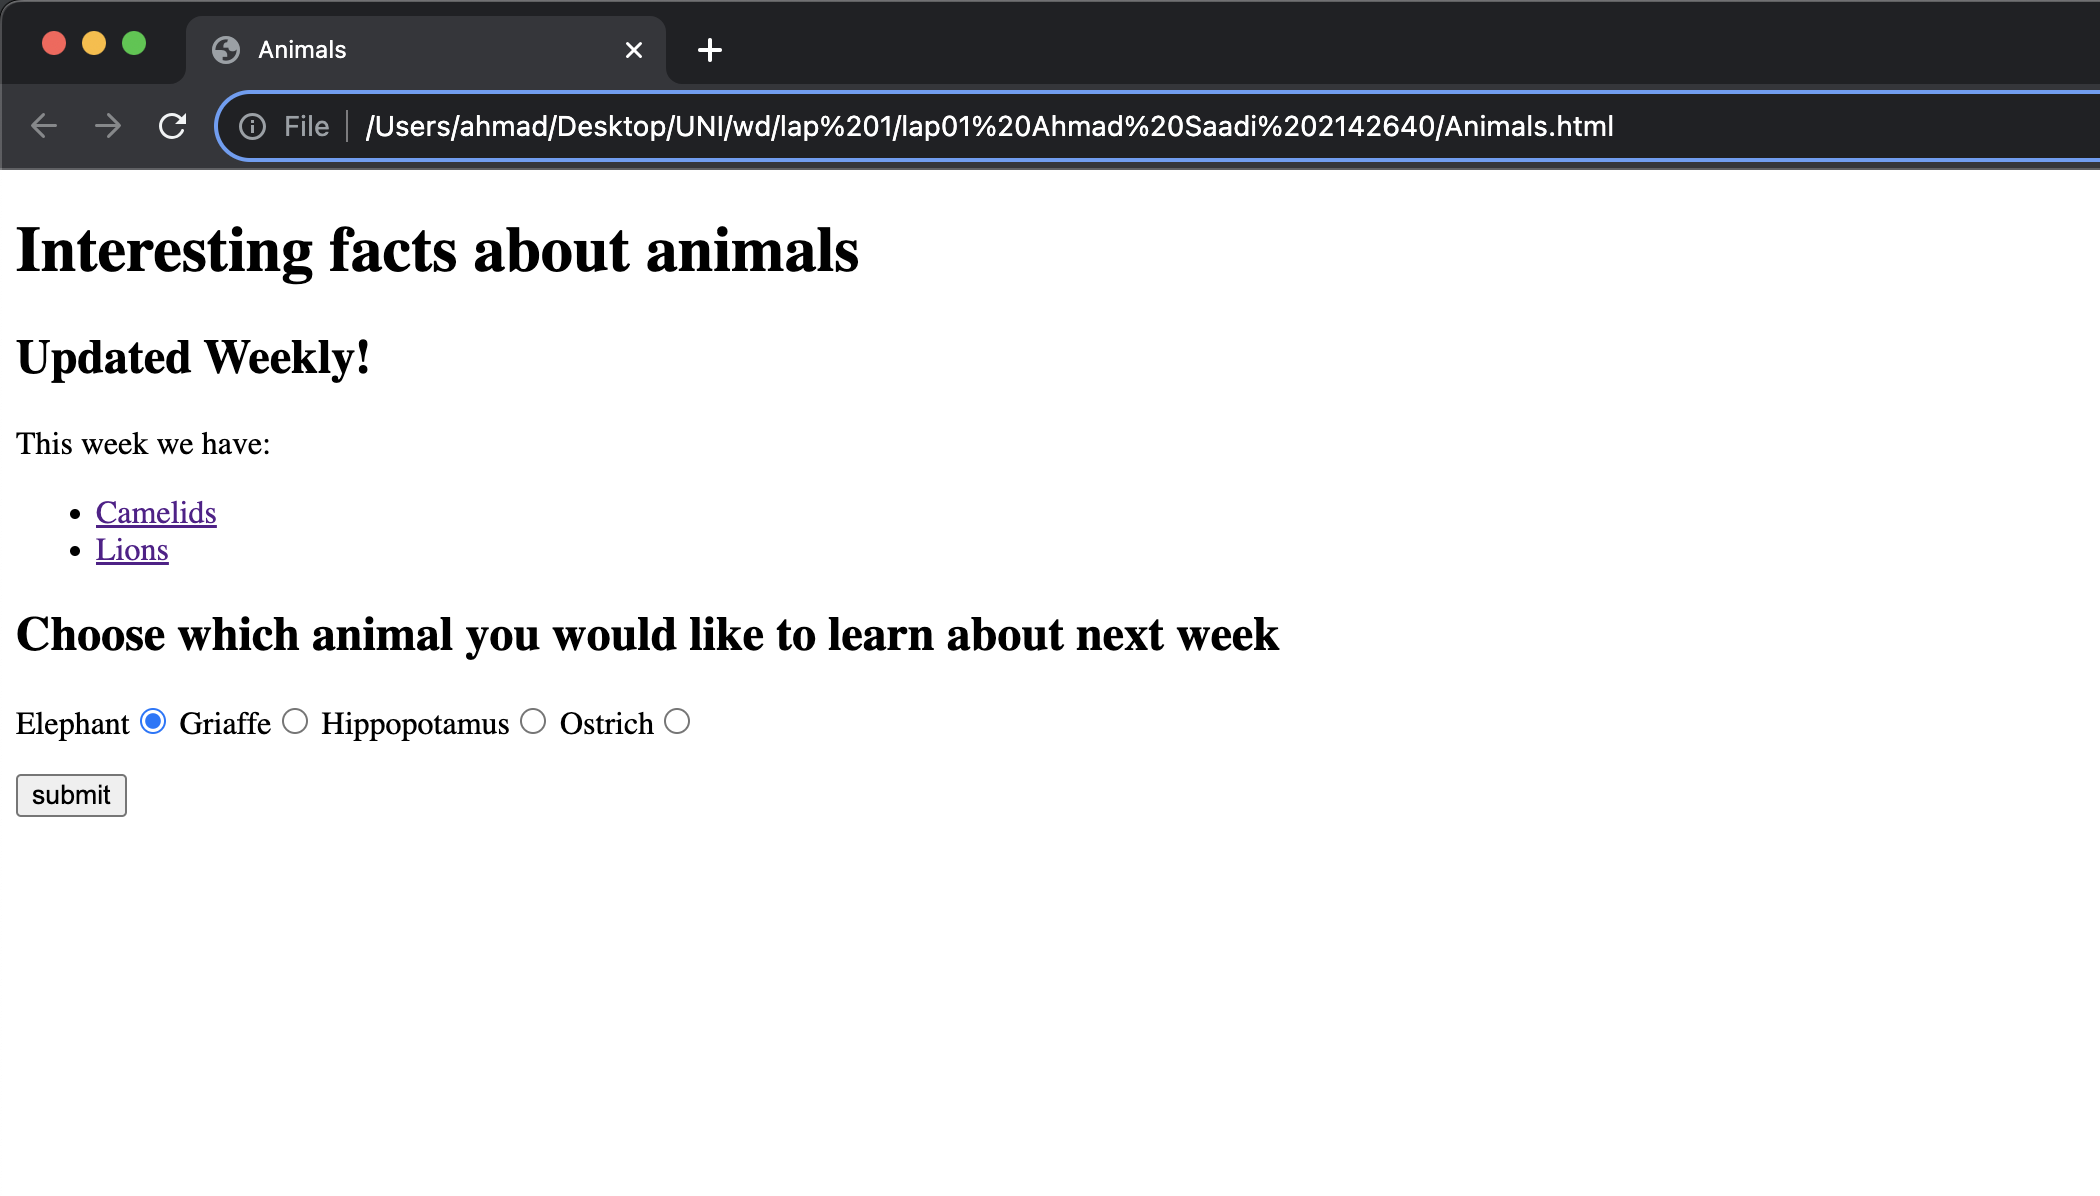 Animals
File /Users/ahmad/Desktop/UNI/wd/lap%201/lap01%20Ahmad%20Saadi%202142640/Animals.html
Interesting facts about animals
Updated Weekly!
This week we have:
Camelids
Lions
Choose which animal you would like to learn about next week
Elephant Griaffe Hippopotamus Ostrich
submit